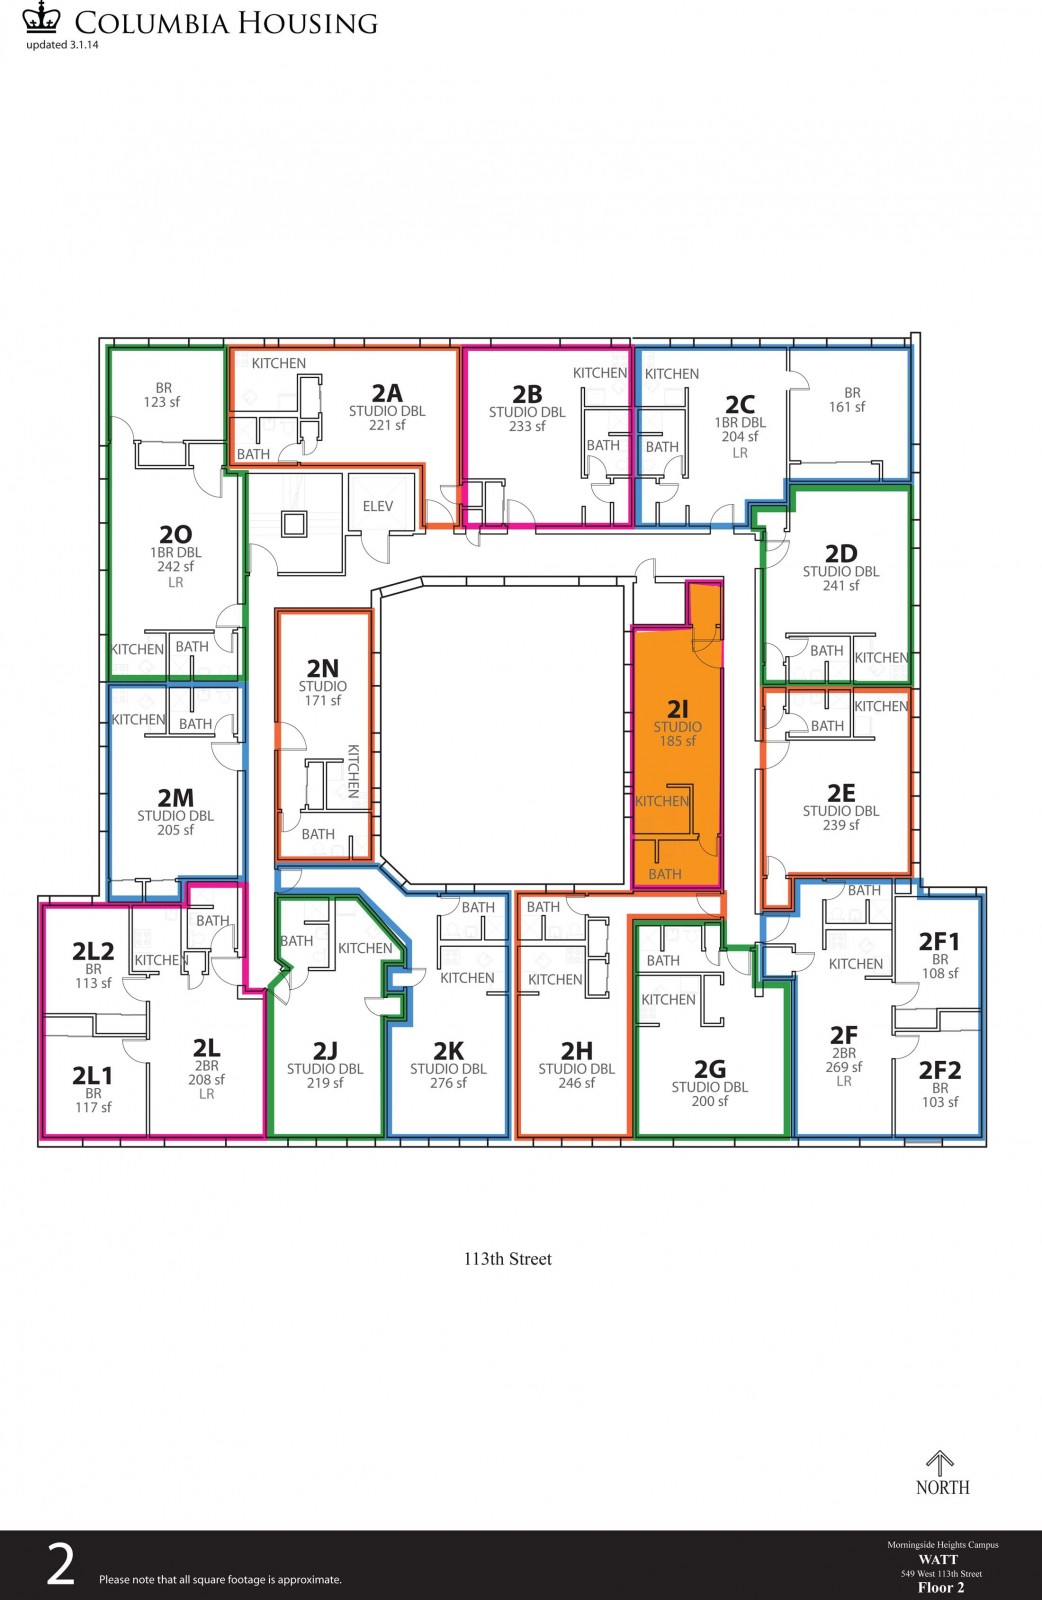 COLUMBIA HOUSING
updated 3.1.14
BR
123 sf
KITCHEN
2A
STUDIO DBL
221 sf
BATH
2B
STUDIO DBL
233 sf
KITCHEN
BATH
KITCHEN
BATH
2C
1BR DBL
204 sf
LR
BR
161 sf
ELEV
2O
1BR DBL
242 sf
LR
KITCHEN
BATH
2D
STUDIO DBL
241 sf
BATH
KITCHEN
2N
STUDIO
171 sf
KITCHEN
BATH
2I
STUDIO
185 sf
KITCHEN
BATH
KITCHEN
BATH
2M
STUDIO DBL
205 sf
KITCHEN
BATH
2E
STUDIO DBL
239 sf
2L2
BR
113 sf
KITCHEN
BATH
2L1
BR
117 sf
2L
2BR
208 sf
LR
BATH
KITCHEN
2J
STUDIO DBL
219 sf
BATH
KITCHEN
2K
STUDIO DBL
276 sf
BATH
KITCHEN
2H
STUDIO DBL
246 sf
BATH
KITCHEN
2G
STUDIO DBL
200 sf
BATH
KITCHEN
2F
2BR
269 sf
LR
2F1
BR
108 sf
2F2
BR
103 sf
113th Street
NORTH
2
Please note that all square footage is approximate.
Morningside Heights Campus
WATT
549 West 113th Street
Floor 2